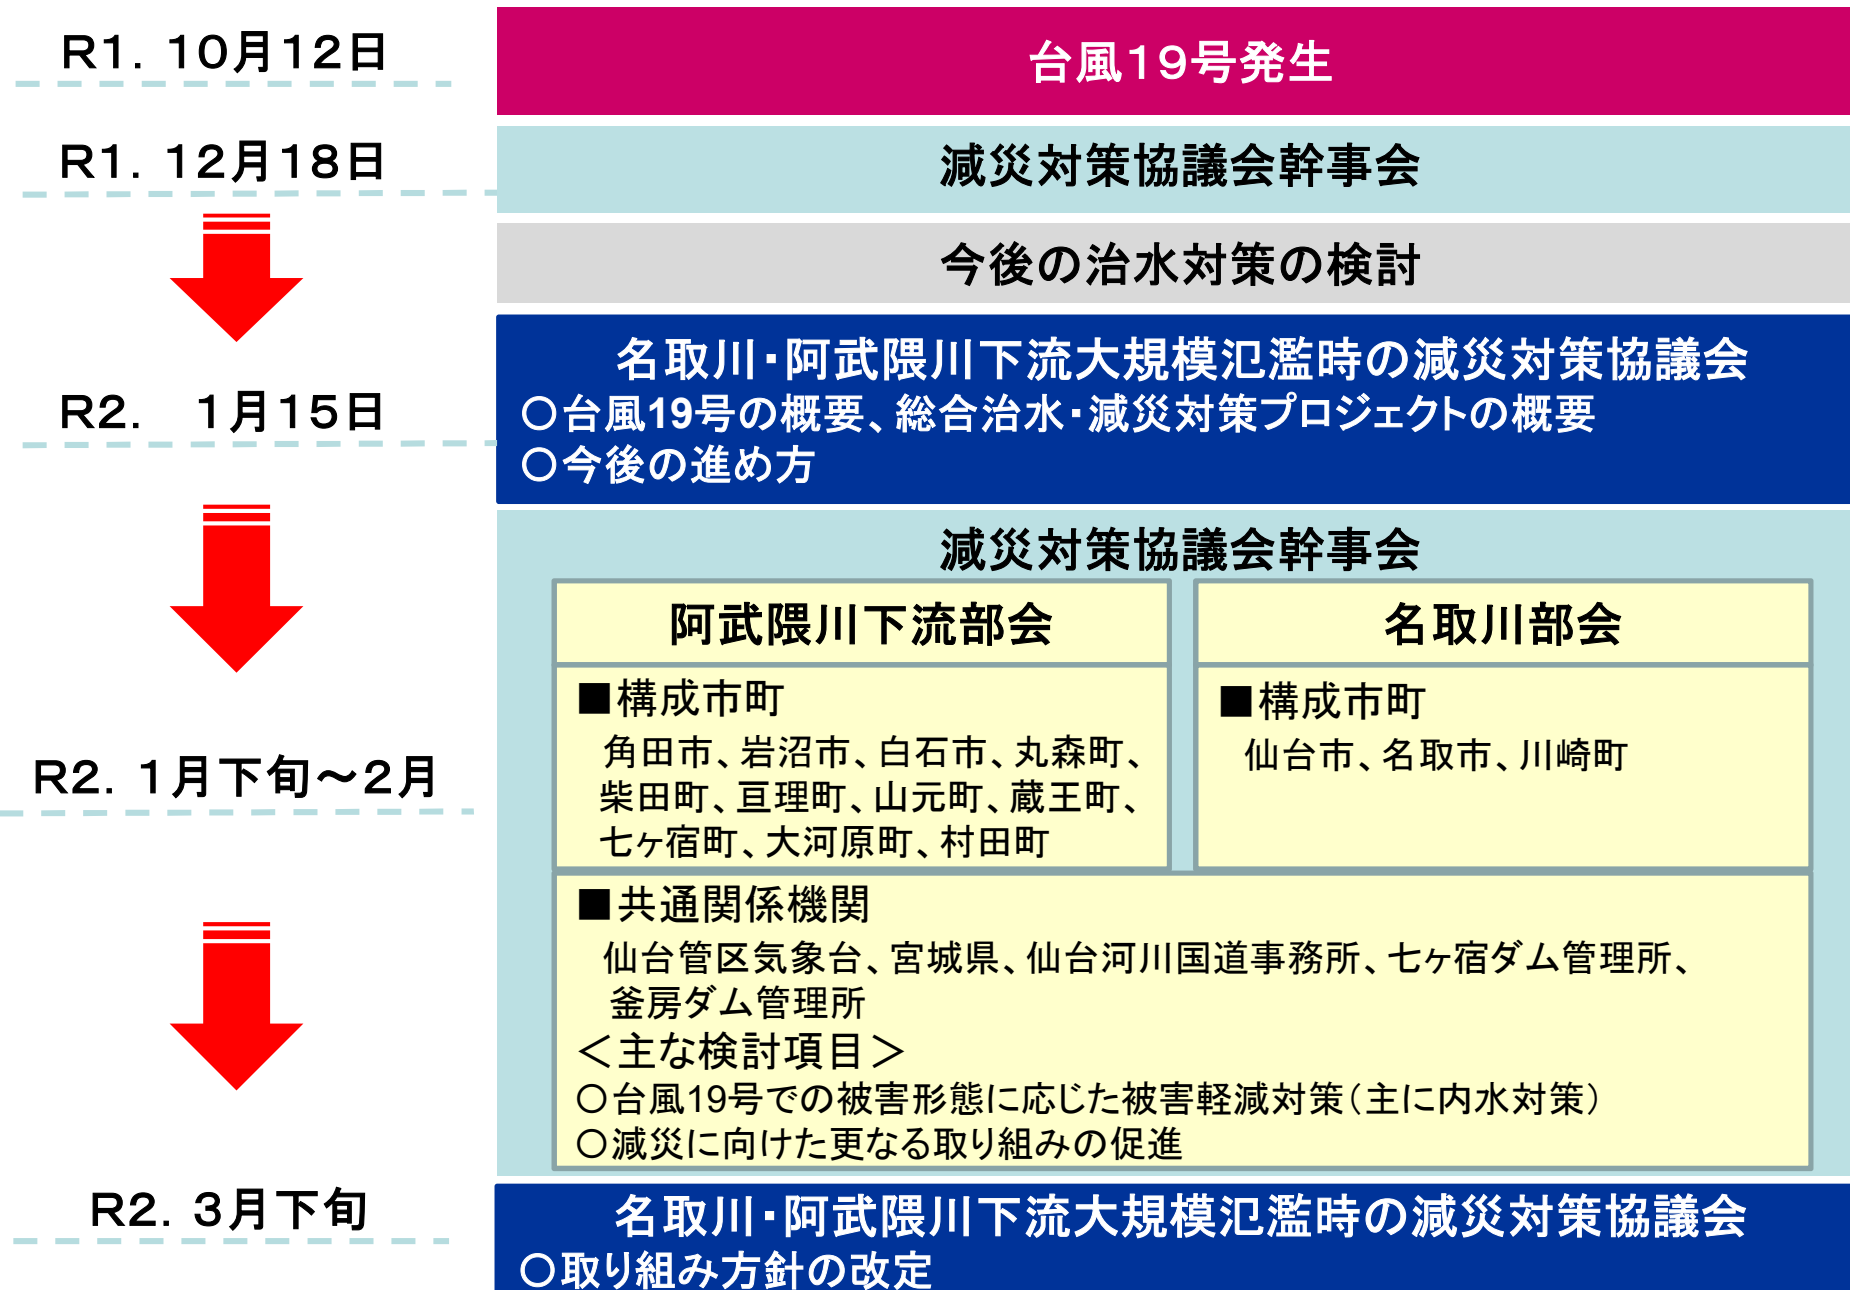 R1. 10月12日
台風19号発生
R1. 12月18日
減災対策協議会幹事会
今後の治水対策の検討
R2. 1月15日
名取川・阿武隈川下流大規模氾濫時の減災対策協議会
○台風19号の概要、総合治水・減災対策プロジェクトの概要
○今後の進め方
R2. 1月下旬～2月
減災対策協議会幹事会
阿武隈川下流部会
■構成市町
角田市、岩沼市、白石市、丸森町、
柴田町、亘理町、山元町、蔵王町、
七ヶ宿町、大河原町、村田町
名取川部会
■構成市町
仙台市、名取市、川崎町
■共通関係機関
仙台管区気象台、宮城県、仙台河川国道事務所、七ヶ宿ダム管理所、
釜房ダム管理所
＜主な検討項目＞
○台風19号での被害形態に応じた被害軽減対策（主に内水対策）
○減災に向けた更なる取り組みの促進
R2. 3月下旬
名取川・阿武隈川下流大規模氾濫時の減災対策協議会
○取り組み方針の改定